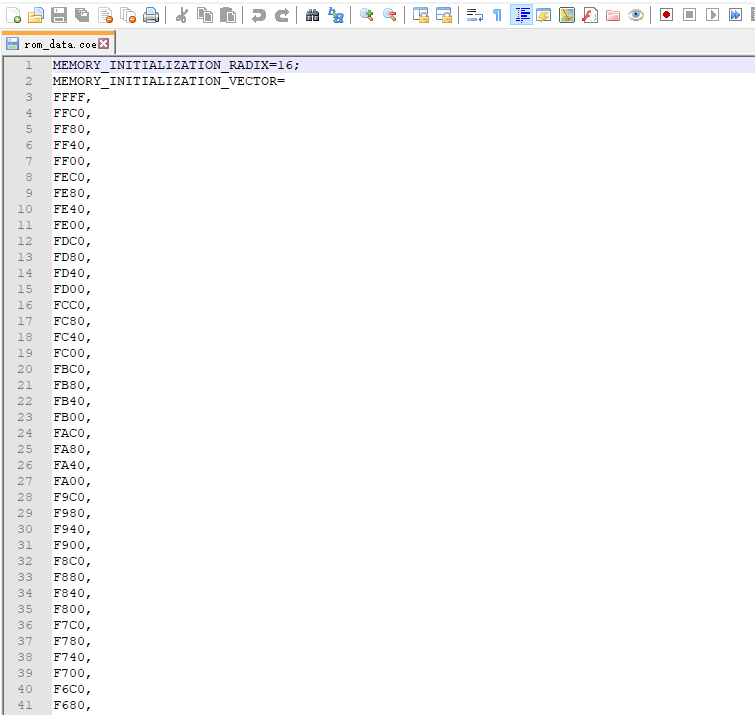 rom_data.coe
1 MEMORY_INITIALIZATION_RADIX=16;
2 MEMORY_INITIALIZATION_VECTOR=
3 FFFF,
4 FFC0,
5 FF80,
6 FF40,
7 FF00,
8 FEC0,
9 FE80,
10 FE40,
11 FE00,
12 FDC0,
13 FD80,
14 FD40,
15 FD00,
16 FCC0,
17 FC80,
18 FC40,
19 FC00,
20 FBC0,
21 FB80,
22 FB40,
23 FB00,
24 FAC0,
25 FA80,
26 FA40,
27 FA00,
28 F9C0,
29 F980,
30 F940,
31 F900,
32 F8C0,
33 F880,
34 F840,
35 F800,
36 F7C0,
37 F780,
38 F740,
39 F700,
40 F6C0,
41 F680,